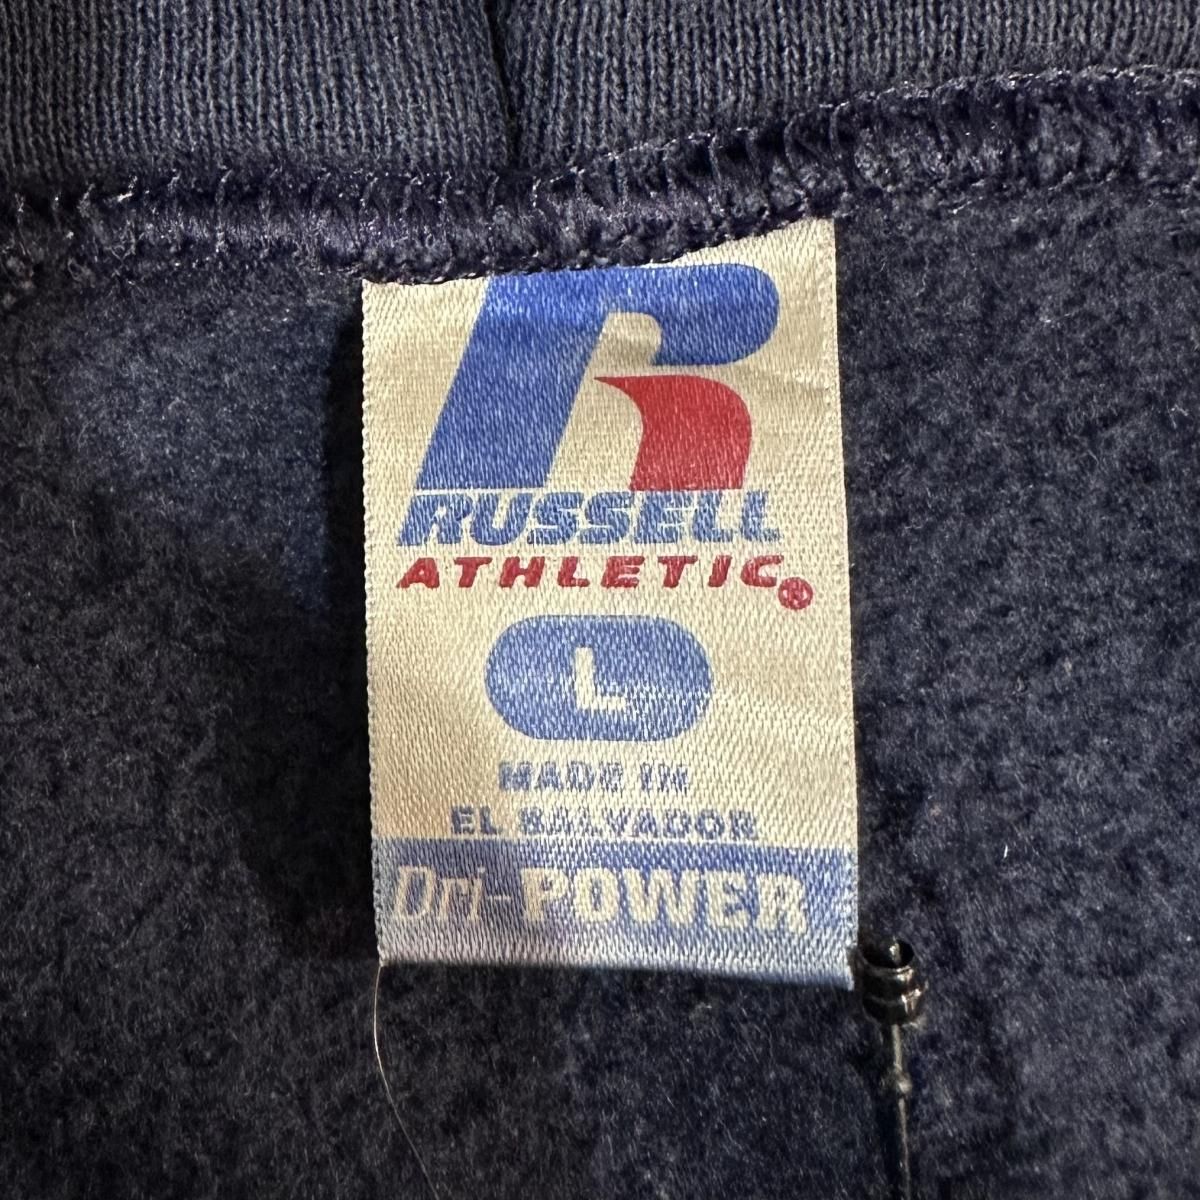 R
RUSSELL
ATHLETIC®
L
MADE IN
EL SALVADOR
Dri-POWER